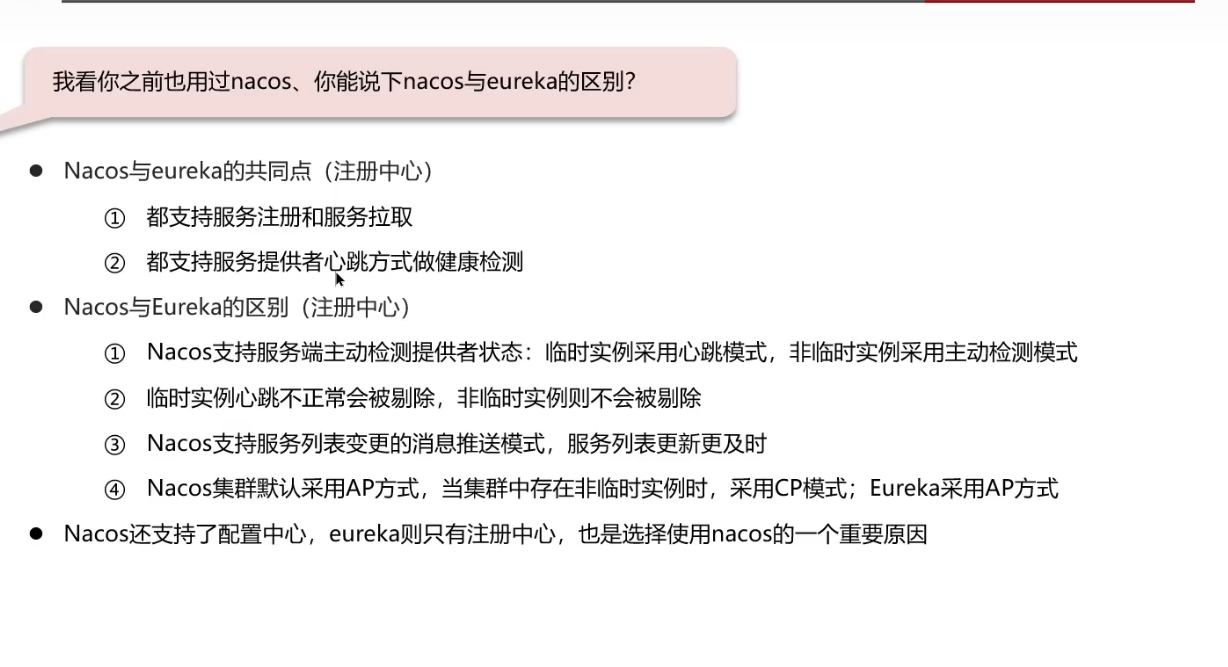 我看你之前也用过nacos、你能说下nacos与eureka的区别?
● Nacos与eureka的共同点（注册中心）
① 都支持服务注册和服务拉取
② 都支持服务提供者心跳方式做健康检测
● Nacos与Eureka的区别（注册中心）
① Nacos支持服务端主动检测提供者状态：临时实例采用心跳模式，非临时实例采用主动检测模式
② 临时实例心跳不正常会被剔除，非临时实例则不会被剔除
③ Nacos支持服务列表变更的消息推送模式，服务列表更新更及时
④ Nacos集群默认采用AP方式，当集群中存在非临时实例时，采用CP模式；Eureka采用AP方式
● Nacos还支持了配置中心，eureka则只有注册中心，也是选择使用nacos的一个重要原因